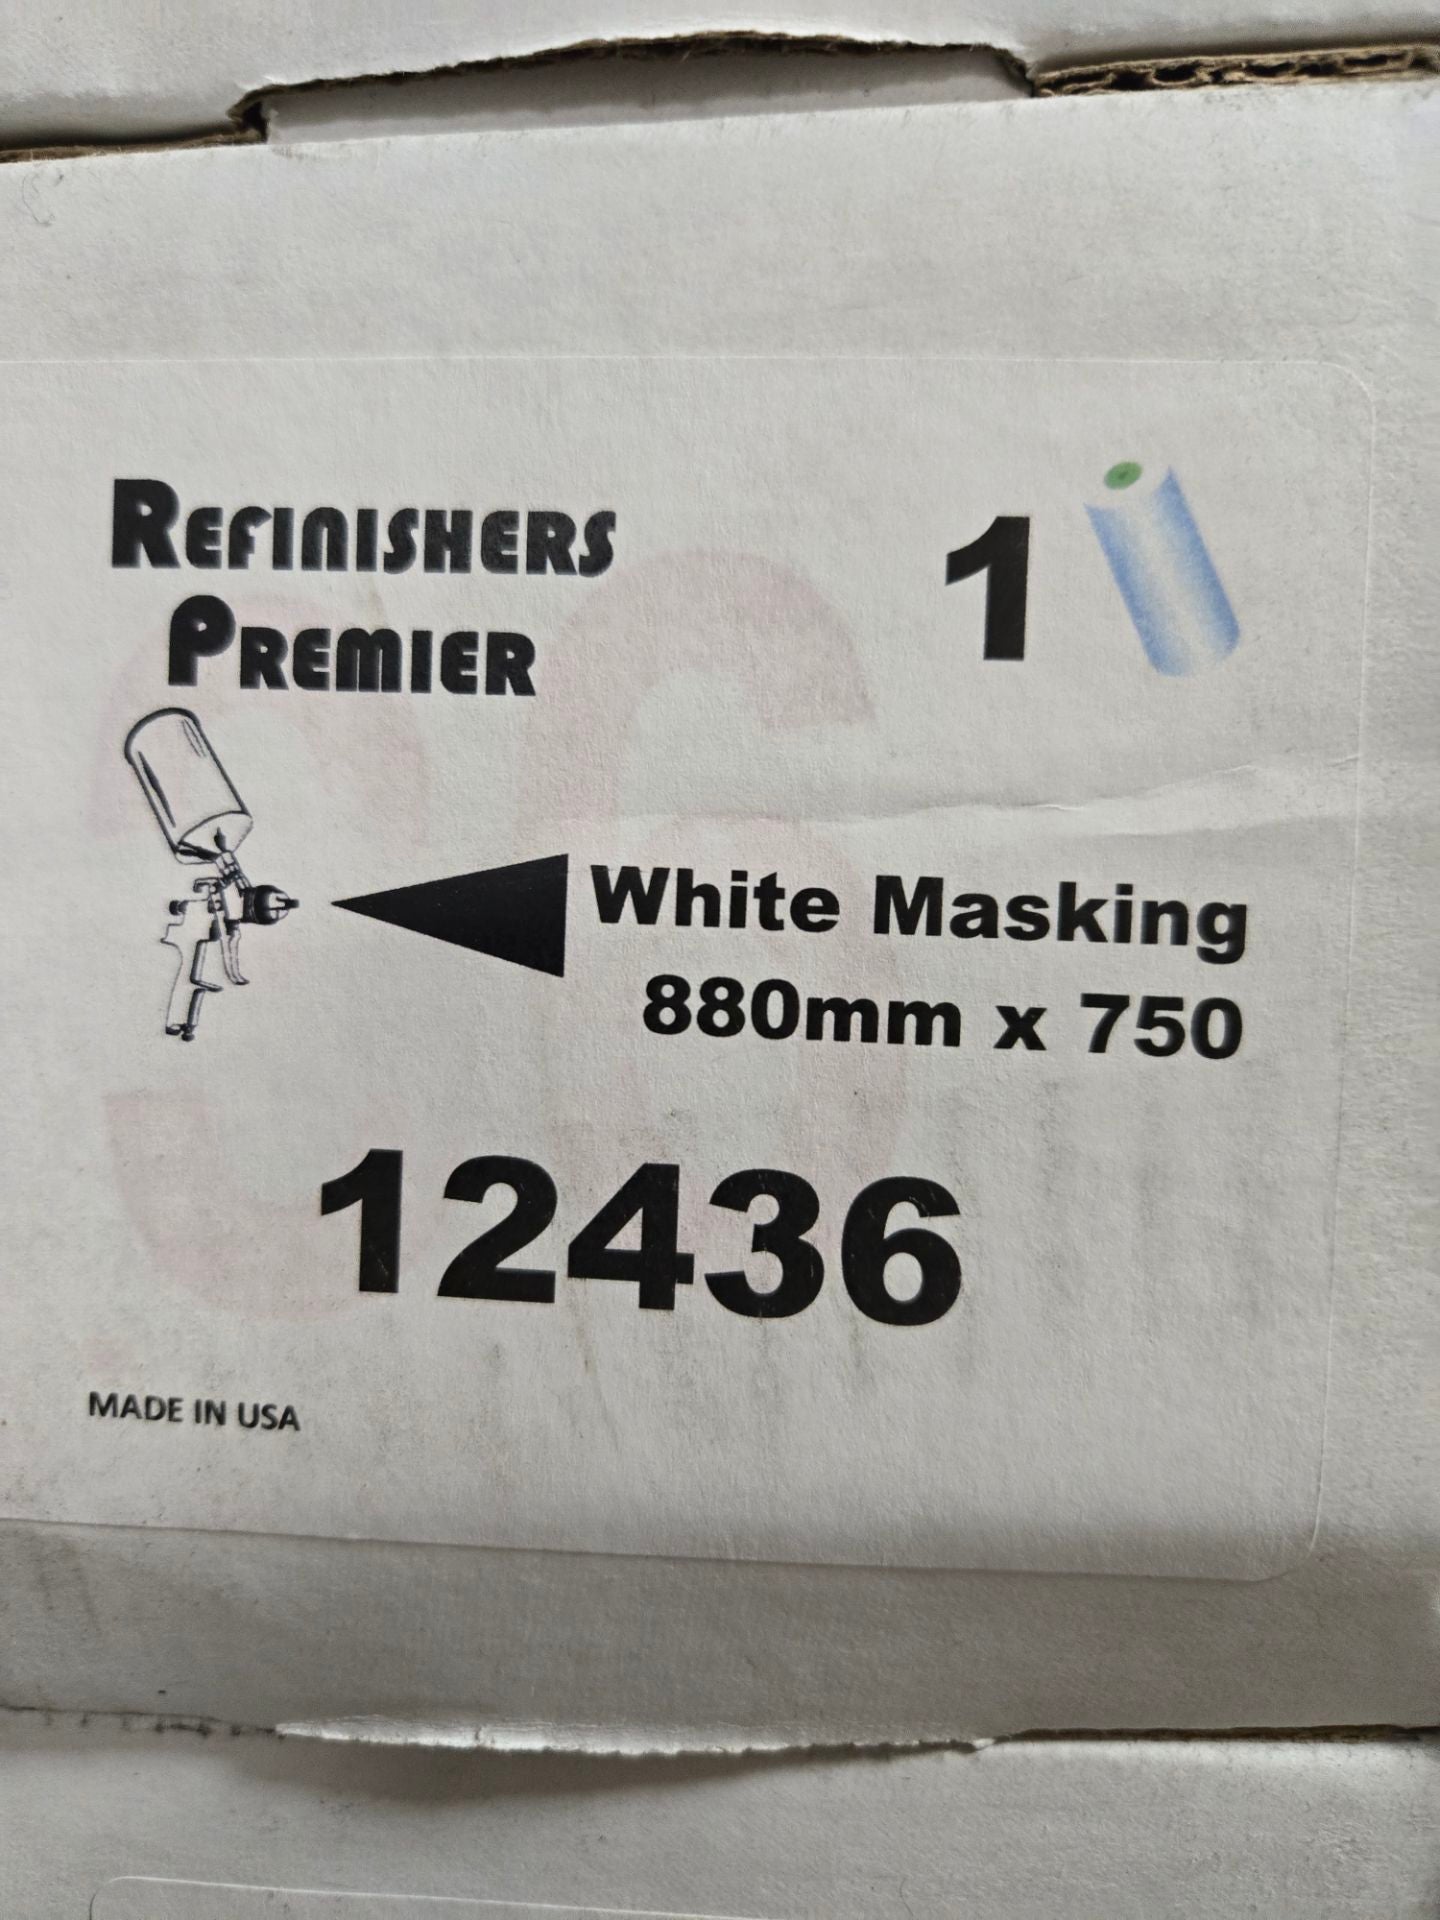 REFINISHERS
PREMIER
1
White Masking
880mm x 750
12436
MADE IN USA